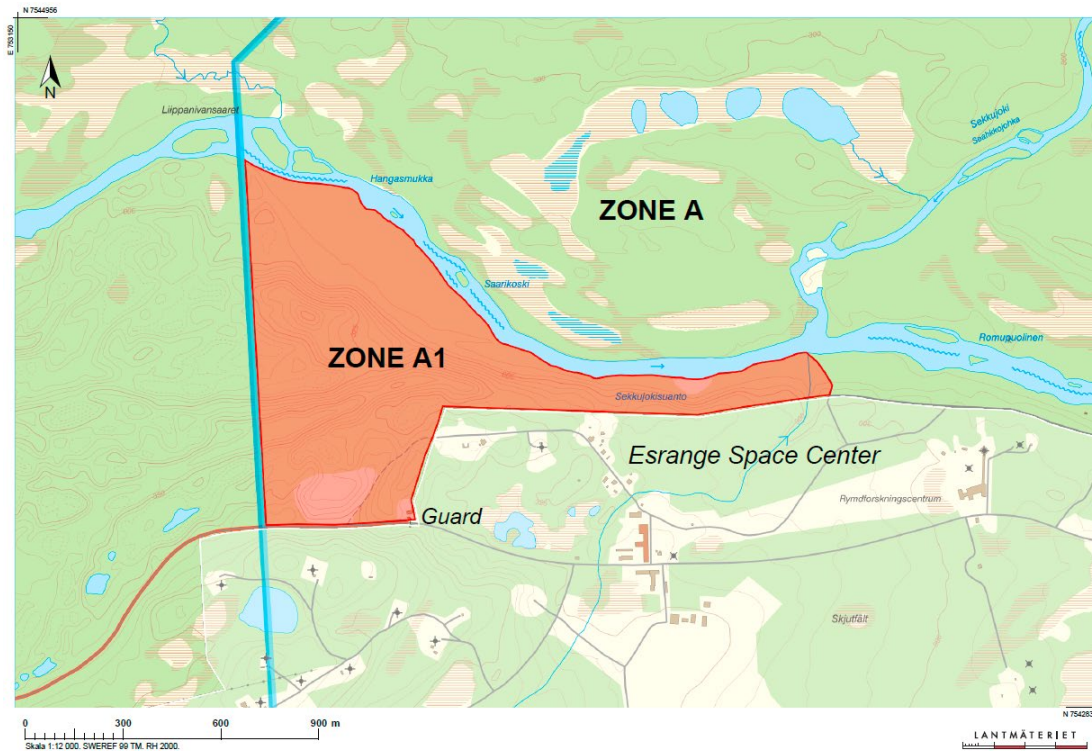 N 7544956
E 753150
N
Liippanivansaaret
Hangasmukka
Sekkujoki
Seahkkojohka
ZONE A
Saarikoski
Romupuolinen
ZONE A1
Sekkujokisuanto
Esrange Space Center
Rymdforskningscentrum
Guard
Skjutfält
0 300 600 900 m
Skala 1:12 000. SWEREF 99 TM. RH 2000.
LANTMÄTERIET